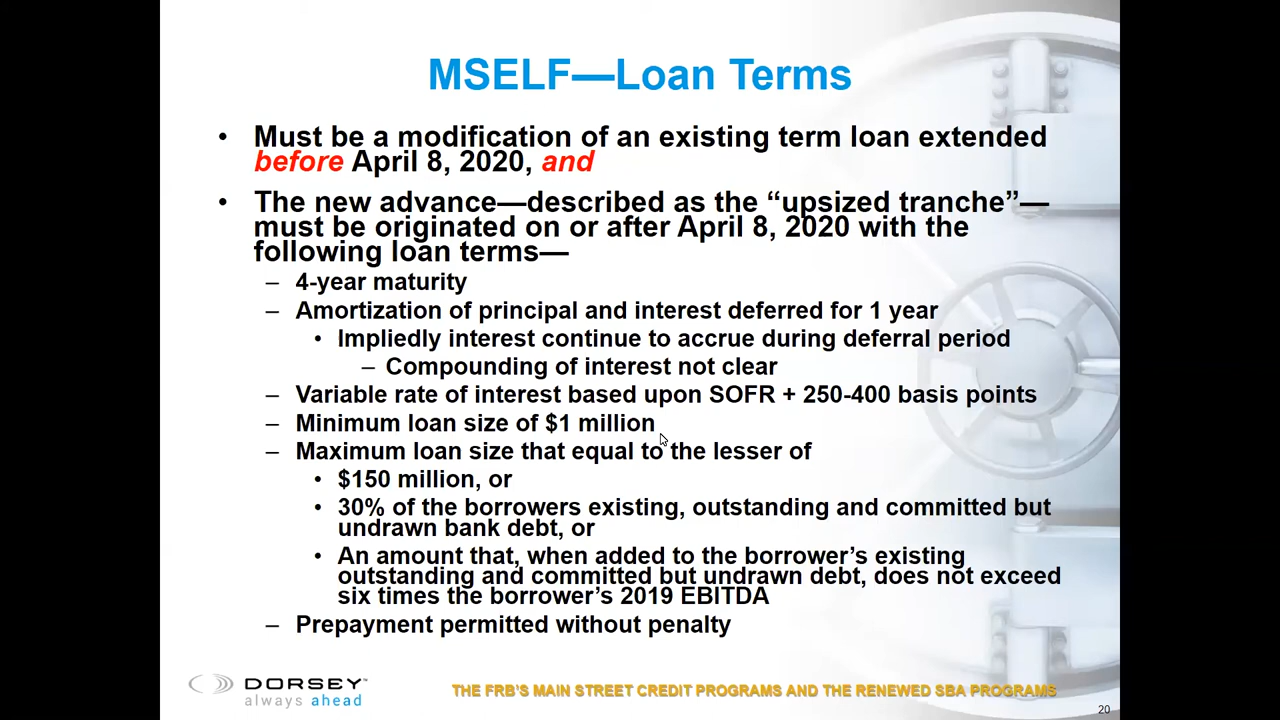 MSELF—Loan Terms
• Must be a modification of an existing term loan extended
before April 8, 2020, and
• The new advance—described as the “upsized tranche”—
must be originated on or after April 8, 2020 with the
following loan terms—
– 4-year maturity
– Amortization of principal and interest deferred for 1 year
• Impliedly interest continue to accrue during deferral period
– Compounding of interest not clear
– Variable rate of interest based upon SOFR + 250-400 basis points
– Minimum loan size of $1 million
– Maximum loan size that equal to the lesser of
• $150 million, or
• 30% of the borrowers existing, outstanding and committed but
undrawn bank debt, or
• An amount that, when added to the borrower’s existing
outstanding and committed but undrawn debt, does not exceed
six times the borrower’s 2019 EBITDA
– Prepayment permitted without penalty
DORSEY™
always ahead
THE FRB’S MAIN STREET CREDIT PROGRAMS AND THE RENEWED SBA PROGRAMS
20